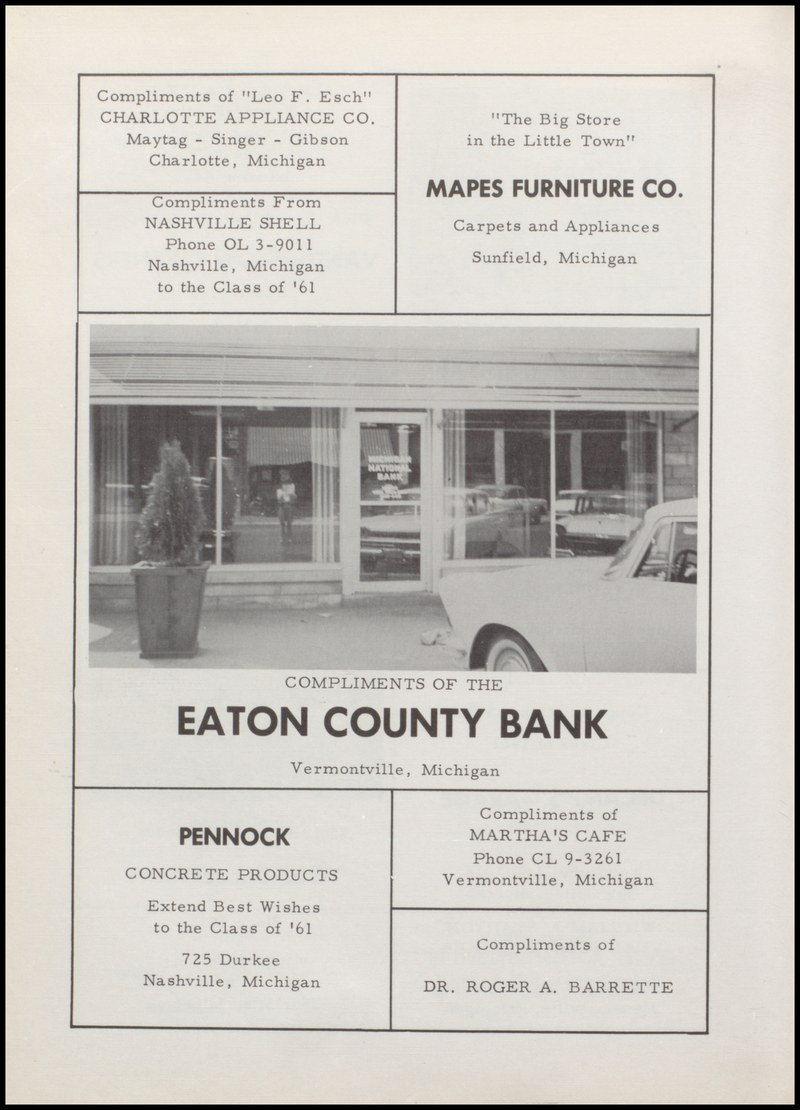 Compliments of "Leo F. Esch"
CHARLOTTE APPLIANCE CO.
Maytag - Singer - Gibson
Charlotte, Michigan
Compliments From
NASHVILLE SHELL
Phone OL 3-9011
Nashville, Michigan
to the Class of '61
"The Big Store
in the Little Town"
MAPES FURNITURE CO.
Carpets and Appliances
Sunfield, Michigan
MICHIGAN
NATIONAL
BANK
COMPLIMENTS OF THE
EATON COUNTY BANK
Vermontville, Michigan
PENNOCK
CONCRETE PRODUCTS
Extend Best Wishes
to the Class of '61
725 Durkee
Nashville, Michigan
Compliments of
MARTHA'S CAFE
Phone CL 9-3261
Vermontville, Michigan
Compliments of
DR. ROGER A. BARRETTE